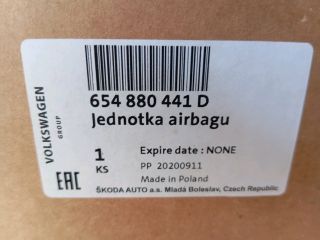 VOLKSWAGEN
GROUP
654 880 441 D
Jednotka airbagu
1
KS
Expire date : NONE
PP 20200911
Made in Poland
EAC
ŠKODA AUTO a.s. Mladá Boleslav, Czech Republic